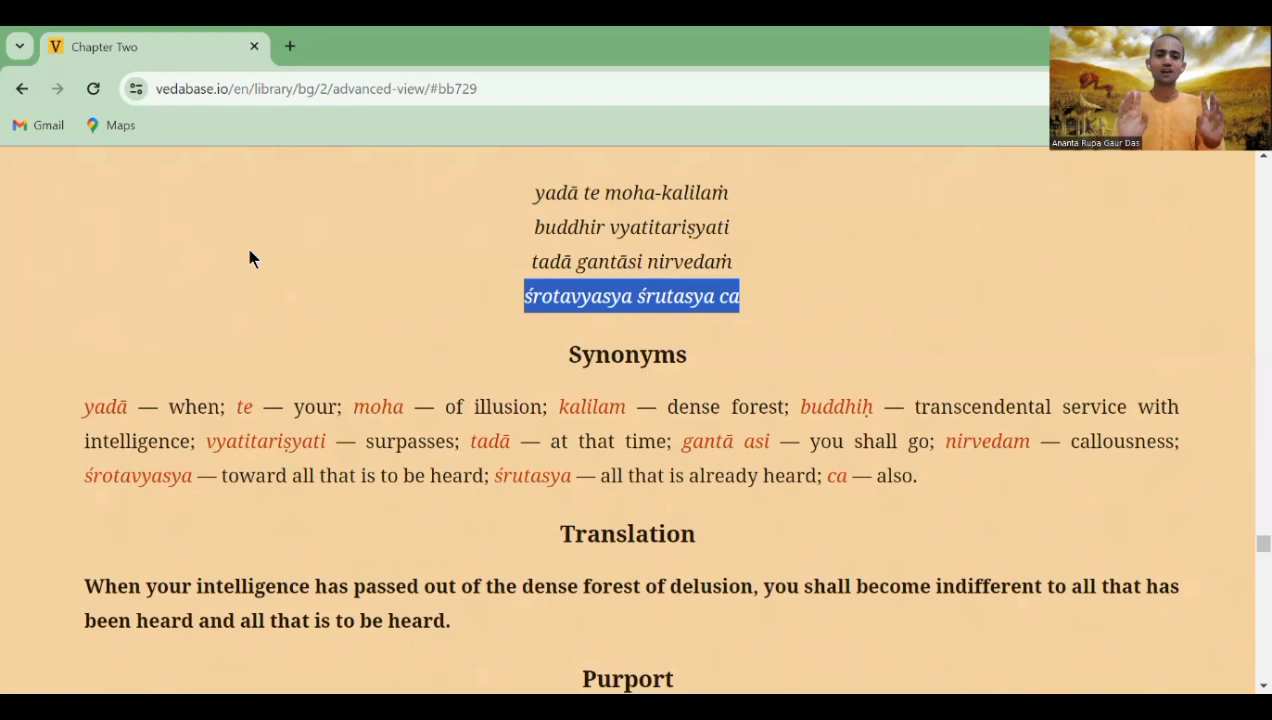 Chapter Two
vedabase.io/en/library/bg/2/advanced-view/#bb729
Gmail Maps
Ananta Rupa Gaur Das
yadā te moha-kalilaṁ
buddhir vyatitariṣyati
tadā gantāsi nirvedaṁ
śrotavyasya śrutasya ca
Synonyms
yadā — when; te — your; moha — of illusion; kalilam — dense forest; buddhiḥ — transcendental service with
intelligence; vyatitariṣyati — surpasses; tadā — at that time; gantā asi — you shall go; nirvedam — callousness;
śrotavyasya — toward all that is to be heard; śrutasya — all that is already heard; ca — also.
Translation
When your intelligence has passed out of the dense forest of delusion, you shall become indifferent to all that has
been heard and all that is to be heard.
Purport